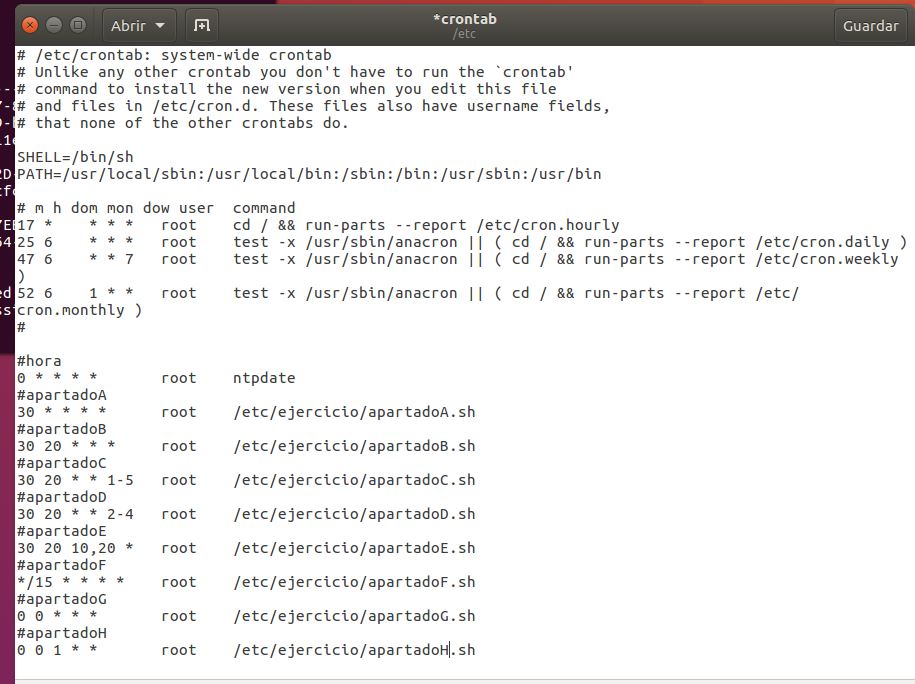 Abrir
*crontab
/etc
Guardar
# /etc/crontab: system-wide crontab
# Unlike any other crontab you don't have to run the `crontab'
# command to install the new version when you edit this file
# and files in /etc/cron.d. These files also have username fields,
# that none of the other crontabs do.

SHELL=/bin/sh
PATH=/usr/local/sbin:/usr/local/bin:/sbin:/bin:/usr/sbin:/usr/bin

# m h dom mon dow user  command
17 *    * * *   root    cd / && run-parts --report /etc/cron.hourly
25 6    * * *   root    test -x /usr/sbin/anacron || ( cd / && run-parts --report /etc/cron.daily )
47 6    * * 7   root    test -x /usr/sbin/anacron || ( cd / && run-parts --report /etc/cron.weekly
)
52 6    1 * *   root    test -x /usr/sbin/anacron || ( cd / && run-parts --report /etc/
cron.monthly )
#

#hora
0 * * * *       root    ntpdate
#apartadoA
30 * * * *      root    /etc/ejercicio/apartadoA.sh
#apartadoB
30 20 * * *     root    /etc/ejercicio/apartadoB.sh
#apartadoC
30 20 * * 1-5   root    /etc/ejercicio/apartadoC.sh
#apartadoD
30 20 * * 2-4   root    /etc/ejercicio/apartadoD.sh
#apartadoE
30 20 10,20 *   root    /etc/ejercicio/apartadoE.sh
#apartadoF
*/15 * * * *    root    /etc/ejercicio/apartadoF.sh
#apartadoG
0 0 * * *       root    /etc/ejercicio/apartadoG.sh
#apartadoH
0 0 1 * *       root    /etc/ejercicio/apartadoH.sh